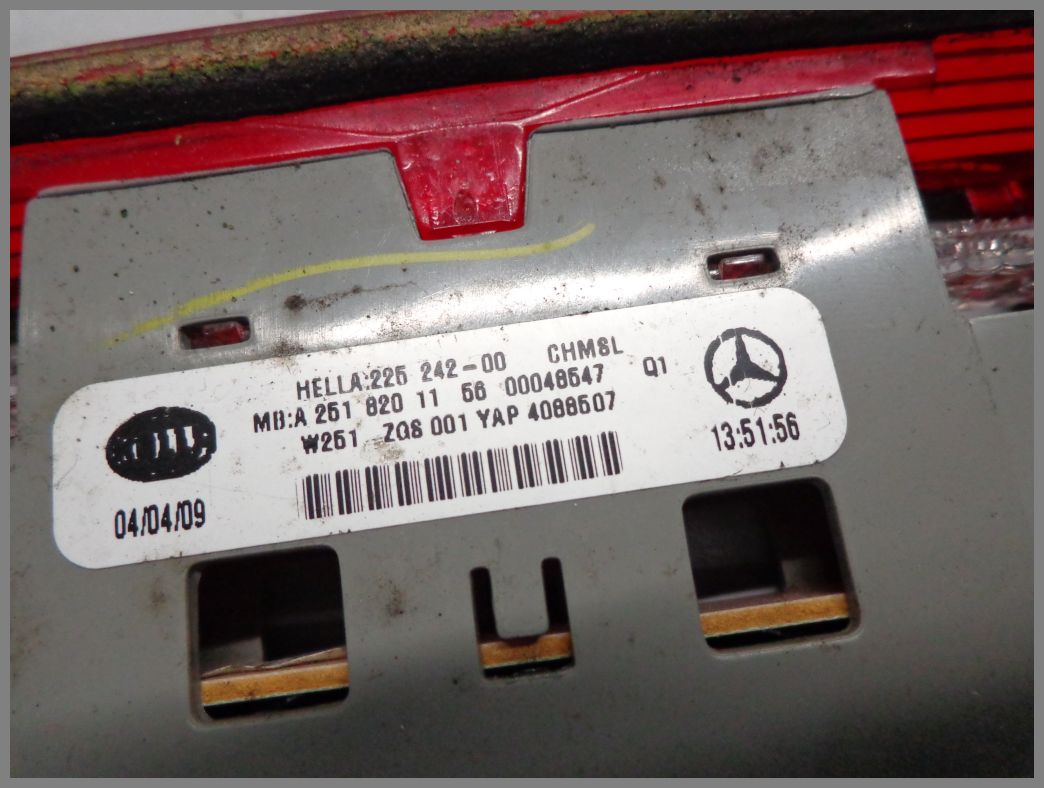 HELLA:225 242-00 CHMSL
MB:A 251 820 11 56 00048547 Q1
W251 ZGS 001 YAP 4088507
HELLA
04/04/09
13:51:56